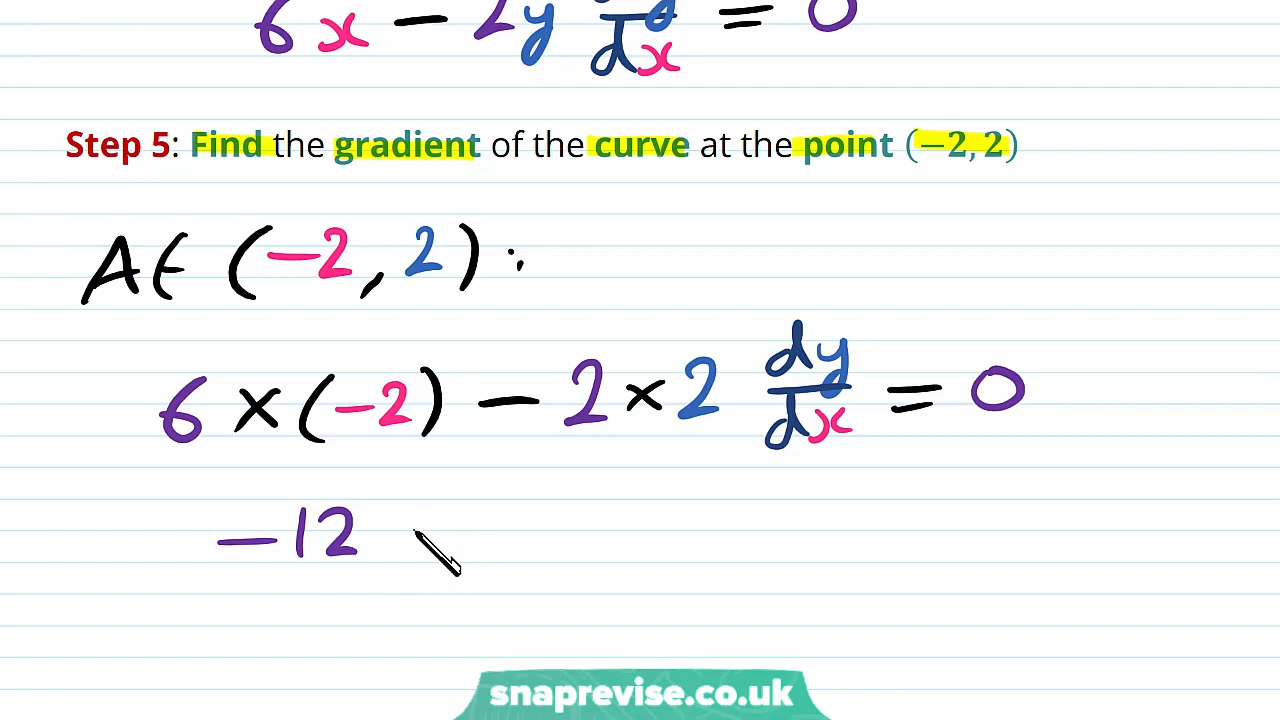 6x − 2y dy/dx = 0
Step 5: Find the gradient of the curve at the point (−2, 2)
At (−2, 2):
6 × (−2) − 2 × 2 dy/dx = 0
−12
snaprevise.co.uk